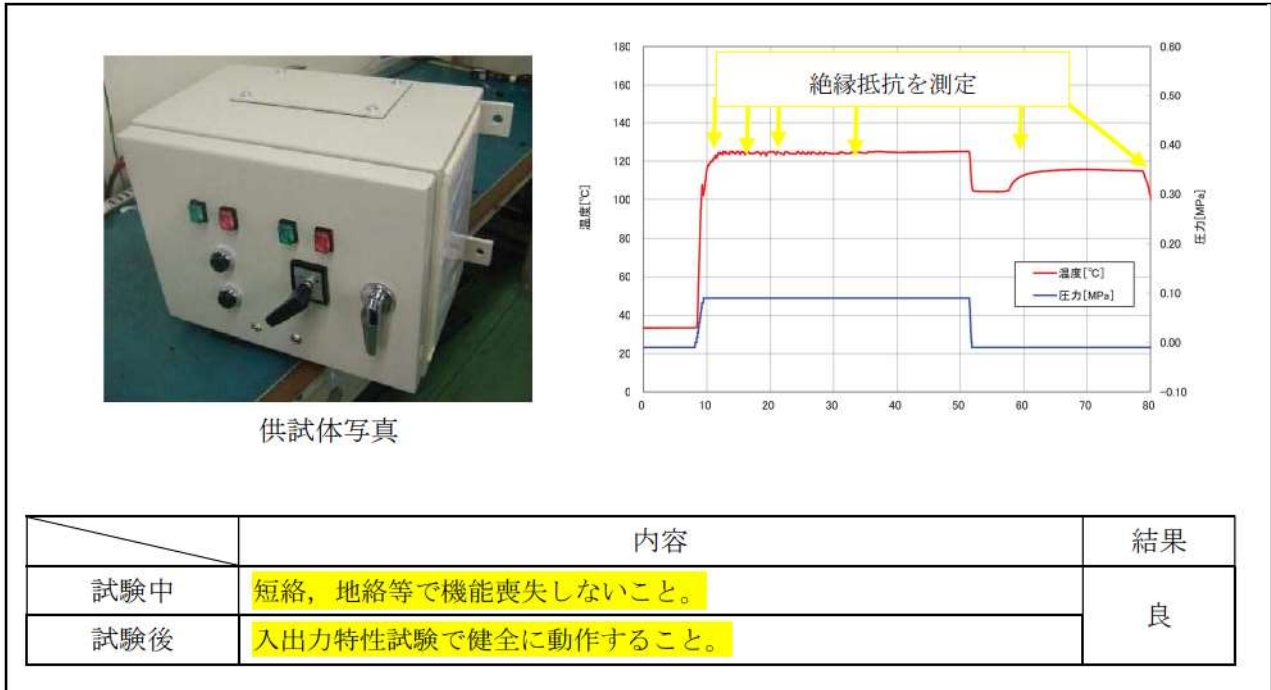 絶縁抵抗を測定
180
160
140
120
100
80
60
40
20
0
温度[℃]
0.60
0.50
0.40
0.30
0.20
0.10
0.00
-0.10
圧力[MPa]
温度[℃]
圧力[MPa]
0 10 20 30 40 50 60 70 80
供試体写真
内容 結果
試験中 短絡，地絡等で機能喪失しないこと。
良
試験後 入出力特性試験で健全に動作すること。